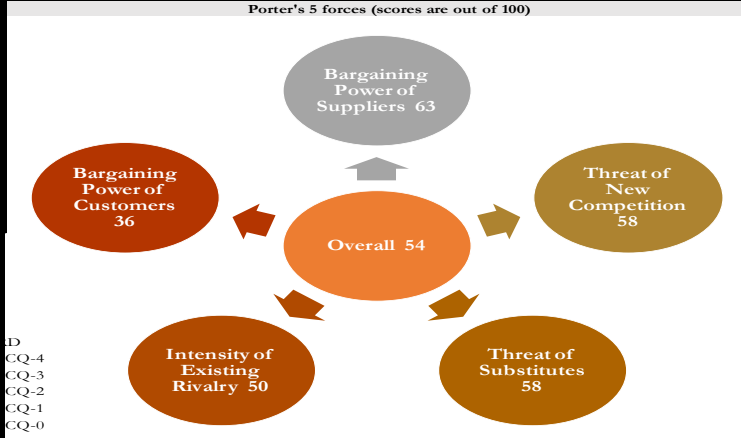 Porter's 5 forces (scores are out of 100)
Bargaining
Power of
Suppliers 63
Bargaining
Power of
Customers
36
Threat of
New
Competition
58
Overall 54
Intensity of
Existing
Rivalry 50
Threat of
Substitutes
58
CQ-4
CQ-3
CQ-2
CQ-1
CQ-0